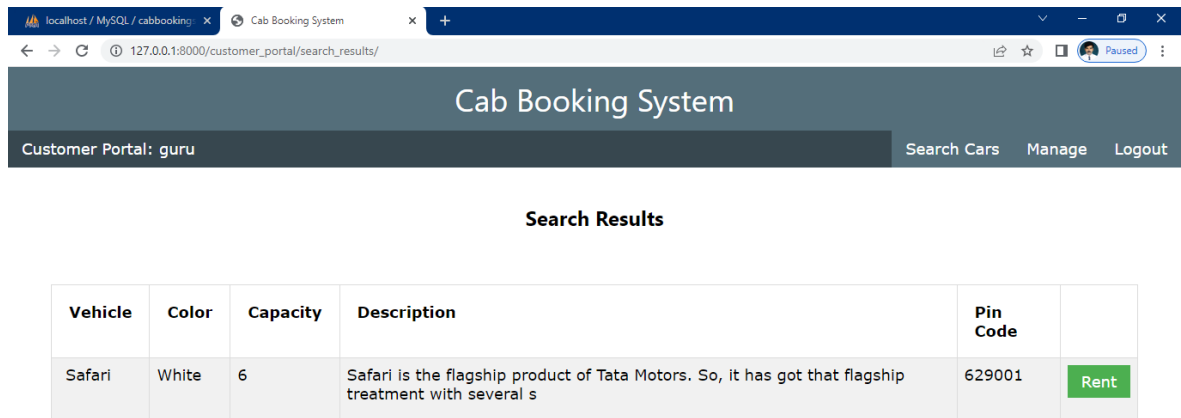 localhost / MySQL / cabbooking
Cab Booking System
127.0.0.1:8000/customer_portal/search_results/
Paused
Cab Booking System
Customer Portal: guru
Search Cars Manage Logout
Search Results
Vehicle Color Capacity Description Pin
Code
Safari White 6 Safari is the flagship product of Tata Motors. So, it has got that flagship 629001 Rent
treatment with several s